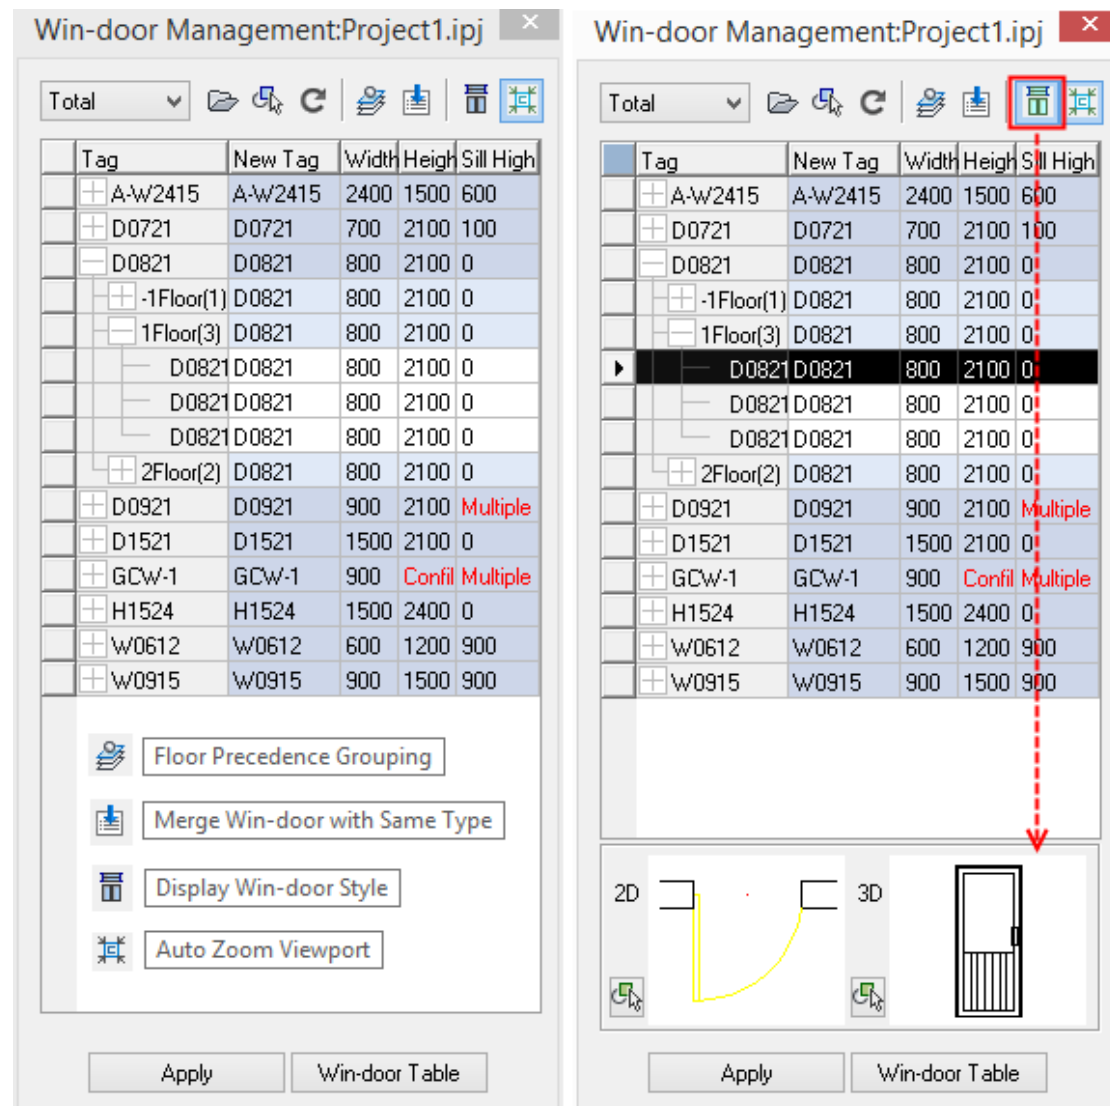 Win-door Management:Project1.ipj
Total
Tag New Tag Width Heigh Sill High
A-W2415 A-W2415 2400 1500 600
D0721 D0721 700 2100 100
D0821 D0821 800 2100 0
-1Floor(1) D0821 800 2100 0
1Floor(3) D0821 800 2100 0
D0821 D0821 800 2100 0
D0821 D0821 800 2100 0
D0821 D0821 800 2100 0
2Floor(2) D0821 800 2100 0
D0921 D0921 900 2100 Multiple
D1521 D1521 1500 2100 0
GCW-1 GCW-1 900 Confil Multiple
H1524 H1524 1500 2400 0
W0612 W0612 600 1200 900
W0915 W0915 900 1500 900
Floor Precedence Grouping
Merge Win-door with Same Type
Display Win-door Style
Auto Zoom Viewport
Apply Win-door Table
Win-door Management:Project1.ipj
Total
Tag New Tag Width Heigh Sill High
A-W2415 A-W2415 2400 1500 600
D0721 D0721 700 2100 100
D0821 D0821 800 2100 0
-1Floor(1) D0821 800 2100 0
1Floor(3) D0821 800 2100 0
D0821 D0821 800 2100 0
D0821 D0821 800 2100 0
D0821 D0821 800 2100 0
2Floor(2) D0821 800 2100 0
D0921 D0921 900 2100 Multiple
D1521 D1521 1500 2100 0
GCW-1 GCW-1 900 Confil Multiple
H1524 H1524 1500 2400 0
W0612 W0612 600 1200 900
W0915 W0915 900 1500 900
2D 3D
Apply Win-door Table